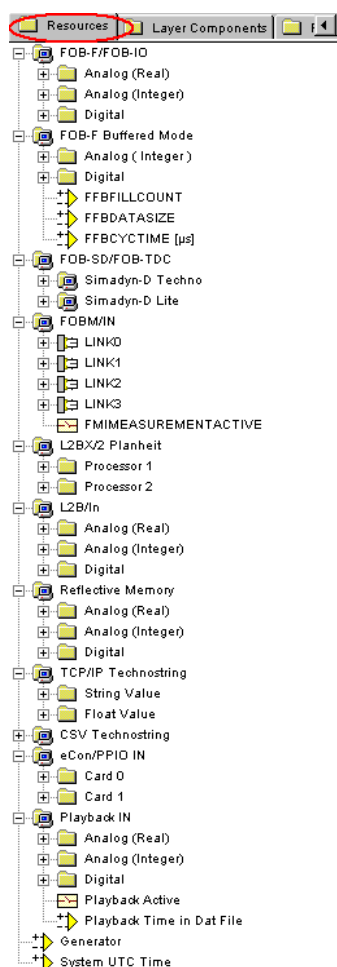 Resources Layer Components F
FOB-F/FOB-IO
Analog (Real)
Analog (Integer)
Digital
FOB-F Buffered Mode
Analog ( Integer )
Digital
FFBFILLCOUNT
FFBDATASIZE
FFBCYCTIME [µs]
FOB-SD/FOB-TDC
Simadyn-D Techno
Simadyn-D Lite
FOBM/IN
LINK0
LINK1
LINK2
LINK3
FMIMEASUREMENTACTIVE
L2BX/2 Planheit
Processor 1
Processor 2
L2B/In
Analog (Real)
Analog (Integer)
Digital
Reflective Memory
Analog (Real)
Analog (Integer)
Digital
TCP/IP Technostring
String Value
Float Value
CSV Technostring
eCon/PPIO IN
Card 0
Card 1
Playback IN
Analog (Real)
Analog (Integer)
Digital
Playback Active
Playback Time in Dat File
Generator
System UTC Time